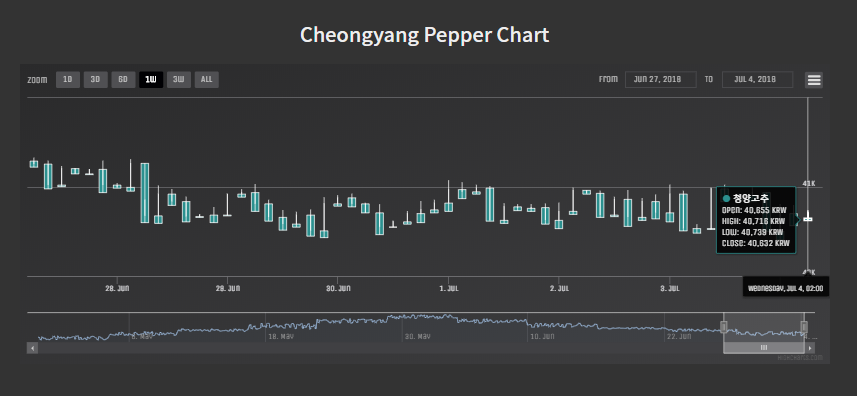 Cheongyang Pepper Chart
Zoom 1D 3D 6D 1W 3W ALL From Jun 27, 2018 To Jul 4, 2018
41K
청양고추
Open: 40,655 KRW
High: 40,716 KRW
Low: 40,739 KRW
Close: 40,632 KRW
28. Jun 29. Jun 30. Jun 1. Jul 2. Jul 3. Jul
Wednesday, Jul 4, 02:00
18. May 30. May 10. Jun 22. Jun